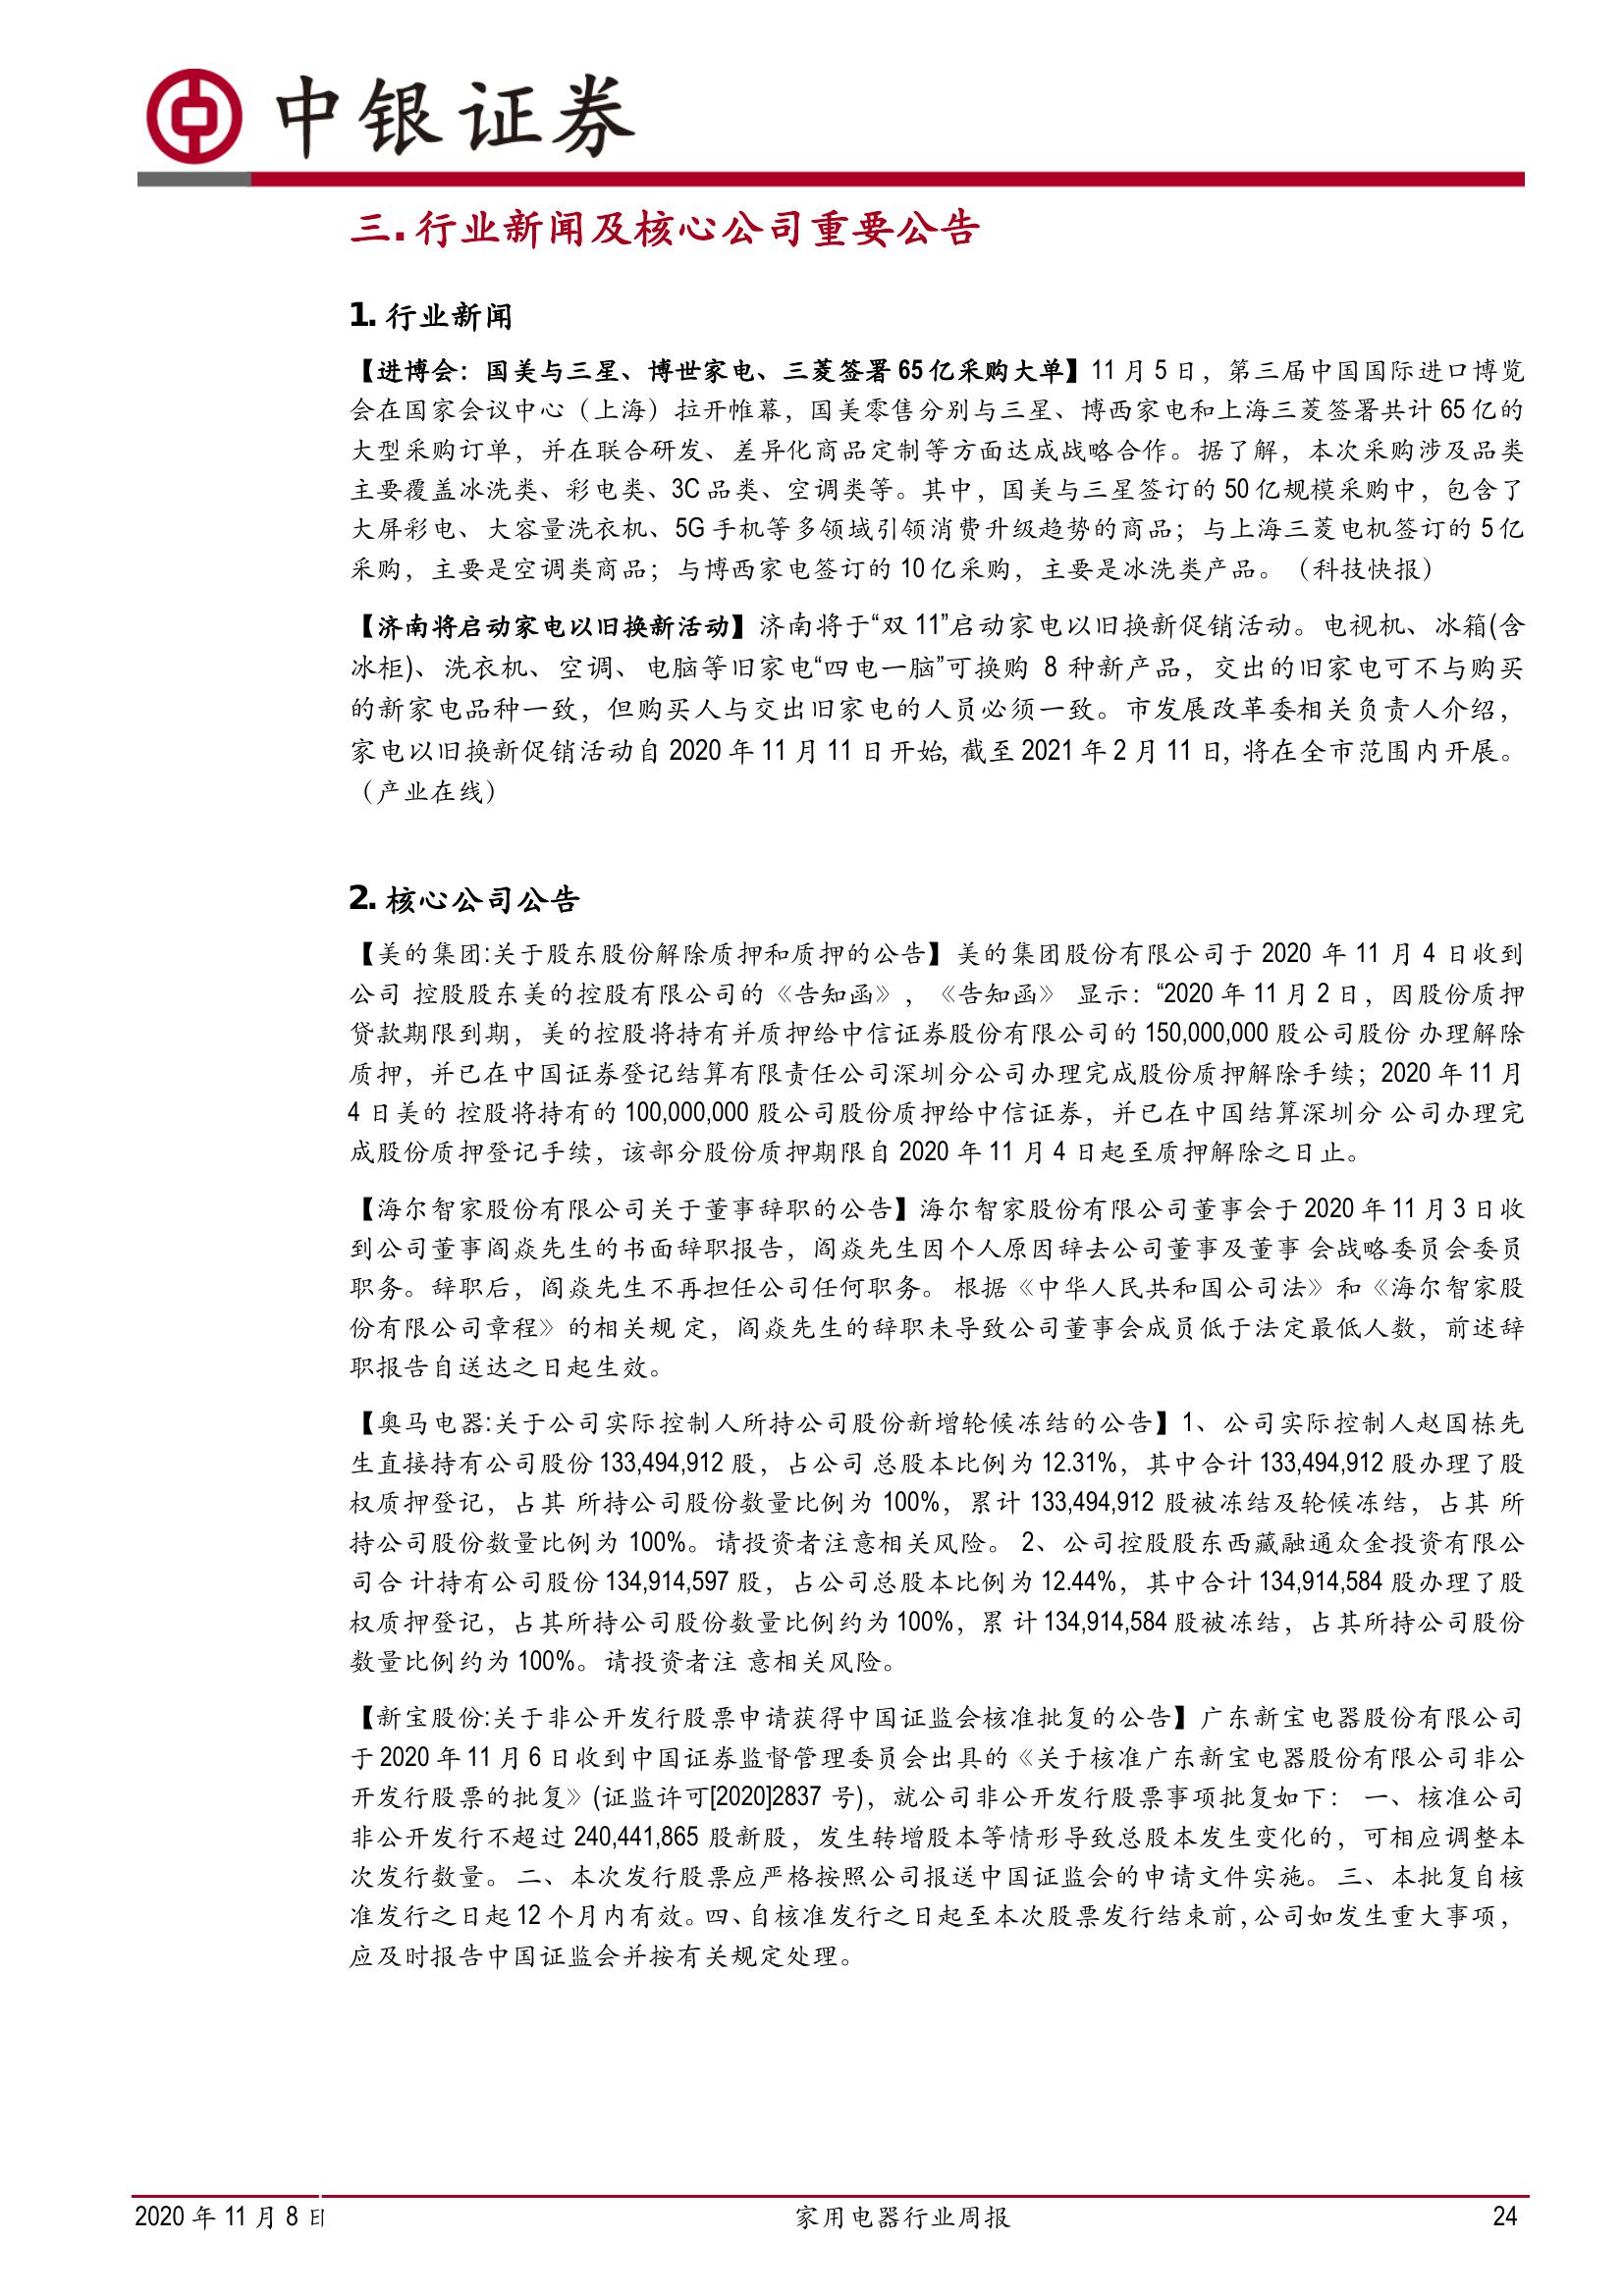 中银证券
三. 行业新闻及核心公司重要公告
1. 行业新闻
【进博会：国美与三星、博世家电、三菱签署 65 亿采购大单】11 月 5 日，第三届中国国际进口博览
会在国家会议中心（上海）拉开帷幕，国美零售分别与三星、博西家电和上海三菱签署共计 65 亿的
大型采购订单，并在联合研发、差异化商品定制等方面达成战略合作。据了解，本次采购涉及品类
主要覆盖冰洗类、彩电类、3C 品类、空调类等。其中，国美与三星签订的 50 亿规模采购中，包含了
大屏彩电、大容量洗衣机、5G 手机等多领域引领消费升级趋势的商品；与上海三菱电机签订的 5 亿
采购，主要是空调类商品；与博西家电签订的 10 亿采购，主要是冰洗类产品。（科技快报）
【济南将启动家电以旧换新活动】济南将于“双 11”启动家电以旧换新促销活动。电视机、冰箱(含
冰柜)、洗衣机、空调、电脑等旧家电“四电一脑”可换购 8 种新产品，交出的旧家电可不与购买
的新家电品种一致，但购买人与交出旧家电的人员必须一致。市发展改革委相关负责人介绍，
家电以旧换新促销活动自 2020 年 11 月 11 日开始, 截至 2021 年 2 月 11 日, 将在全市范围内开展。
（产业在线）
2. 核心公司公告
【美的集团:关于股东股份解除质押和质押的公告】美的集团股份有限公司于 2020 年 11 月 4 日收到
公司 控股股东美的控股有限公司的《告知函》，《告知函》 显示：“2020 年 11 月 2 日，因股份质押
贷款期限到期，美的控股将持有并质押给中信证券股份有限公司的 150,000,000 股公司股份 办理解除
质押，并已在中国证券登记结算有限责任公司深圳分公司办理完成股份质押解除手续；2020 年 11 月
4 日美的 控股将持有的 100,000,000 股公司股份质押给中信证券，并已在中国结算深圳分 公司办理完
成股份质押登记手续，该部分股份质押期限自 2020 年 11 月 4 日起至质押解除之日止。
【海尔智家股份有限公司关于董事辞职的公告】海尔智家股份有限公司董事会于 2020 年 11 月 3 日收
到公司董事阎焱先生的书面辞职报告，阎焱先生因个人原因辞去公司董事及董事 会战略委员会委员
职务。辞职后，阎焱先生不再担任公司任何职务。 根据《中华人民共和国公司法》和《海尔智家股
份有限公司章程》的相关规 定，阎焱先生的辞职未导致公司董事会成员低于法定最低人数，前述辞
职报告自送达之日起生效。
【奥马电器:关于公司实际控制人所持公司股份新增轮候冻结的公告】1、公司实际控制人赵国栋先
生直接持有公司股份 133,494,912 股，占公司 总股本比例为 12.31%，其中合计 133,494,912 股办理了股
权质押登记，占其 所持公司股份数量比例为 100%，累计 133,494,912 股被冻结及轮候冻结，占其 所
持公司股份数量比例为 100%。请投资者注意相关风险。 2、公司控股股东西藏融通众金投资有限公
司合 计持有公司股份 134,914,597 股，占公司总股本比例为 12.44%，其中合计 134,914,584 股办理了股
权质押登记，占其所持公司股份数量比例约为 100%，累 计 134,914,584 股被冻结，占其所持公司股份
数量比例约为 100%。请投资者注 意相关风险。
【新宝股份:关于非公开发行股票申请获得中国证监会核准批复的公告】广东新宝电器股份有限公司
于 2020 年 11 月 6 日收到中国证券监督管理委员会出具的《关于核准广东新宝电器股份有限公司非公
开发行股票的批复》(证监许可[2020]2837 号)，就公司非公开发行股票事项批复如下： 一、核准公司
非公开发行不超过 240,441,865 股新股，发生转增股本等情形导致总股本发生变化的，可相应调整本
次发行数量。 二、本次发行股票应严格按照公司报送中国证监会的申请文件实施。 三、本批复自核
准发行之日起 12 个月内有效。四、自核准发行之日起至本次股票发行结束前，公司如发生重大事项，
应及时报告中国证监会并按有关规定处理。
2020 年 11 月 8 日 家用电器行业周报 24